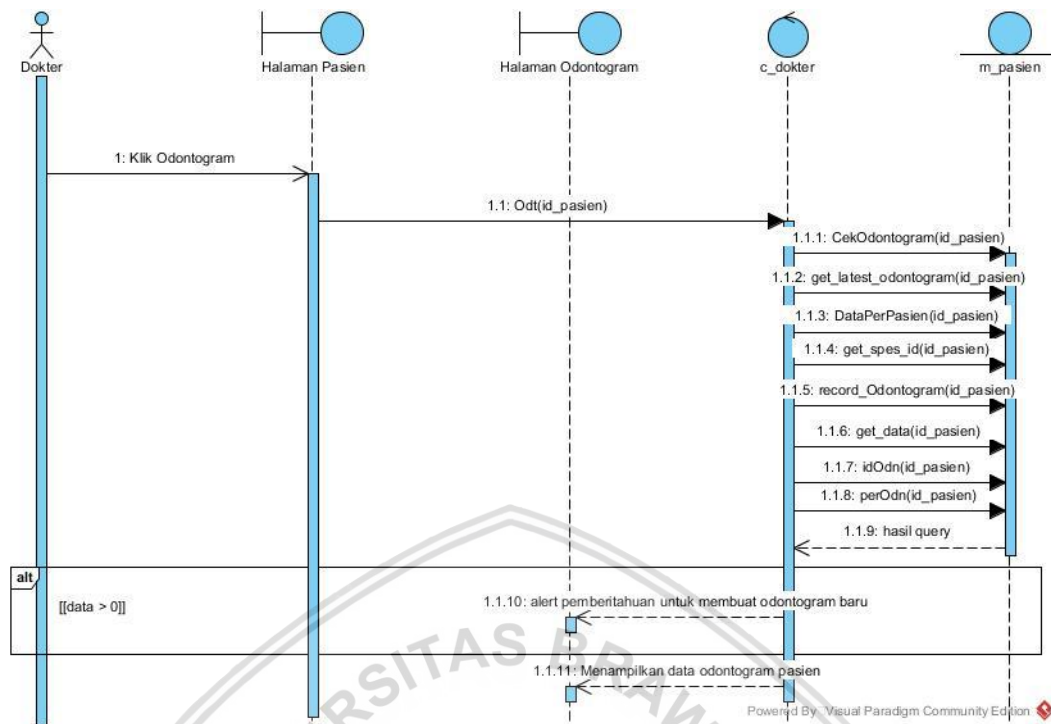 Dokter
Halaman Pasien
Halaman Odontogram
c_dokter
m_pasien
1: Klik Odontogram
1.1: Odt(id_pasien)
1.1.1: CekOdontogram(id_pasien)
1.1.2: get_latest_odontogram(id_pasien)
1.1.3: DataPerPasien(id_pasien)
1.1.4: get_spes_id(id_pasien)
1.1.5: record_Odontogram(id_pasien)
1.1.6: get_data(id_pasien)
1.1.7: idOdn(id_pasien)
1.1.8: perOdn(id_pasien)
1.1.9: hasil query
alt
[[data > 0]]
1.1.10: alert pemberitahuan untuk membuat odontogram baru
1.1.11: Menampilkan data odontogram pasien
ERSITAS BRAW
Powered By Visual Paradigm Community Edition